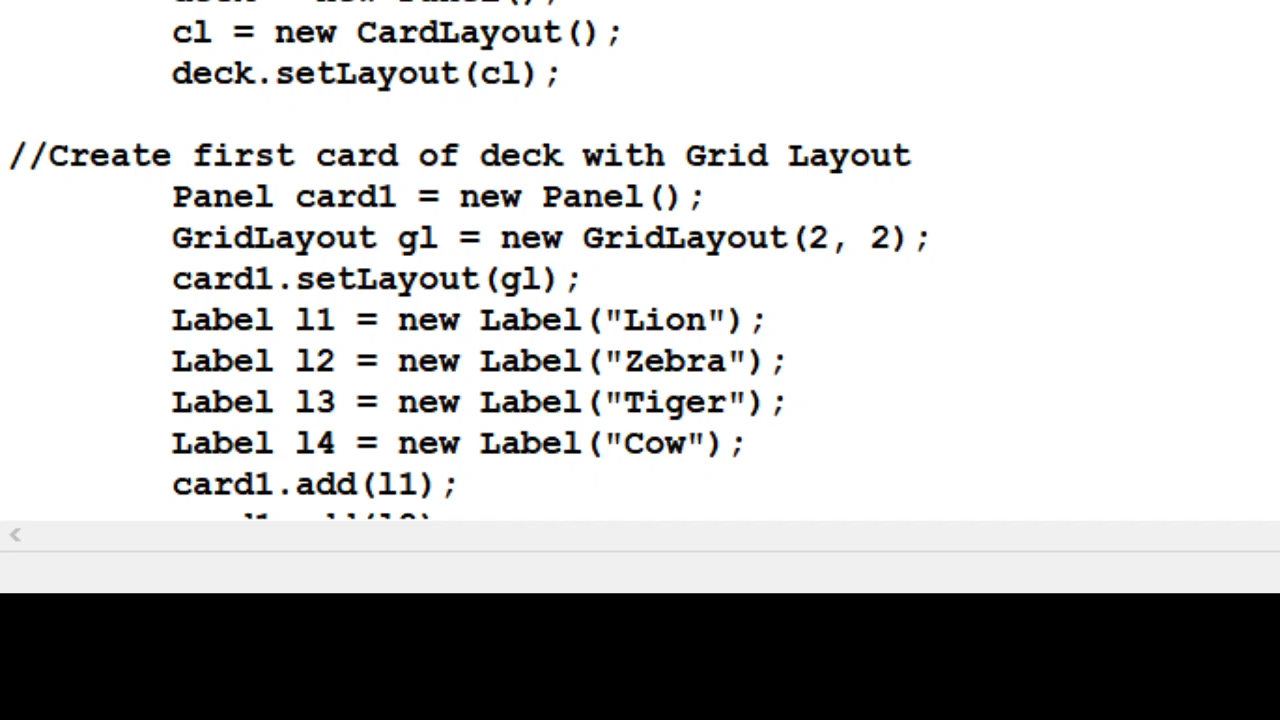 cl = new CardLayout();
deck.setLayout(cl);
//Create first card of deck with Grid Layout
Panel card1 = new Panel();
GridLayout gl = new GridLayout(2, 2);
card1.setLayout(gl);
Label l1 = new Label("Lion");
Label l2 = new Label("Zebra");
Label l3 = new Label("Tiger");
Label l4 = new Label("Cow");
card1.add(l1);